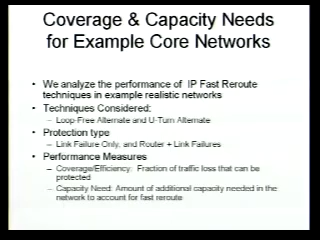 Coverage & Capacity Needs
for Example Core Networks
• We analyze the performance of IP Fast Reroute
techniques in example realistic networks
• Techniques Considered:
– Loop-Free Alternate and U-Turn Alternate
• Protection type
– Link Failure Only, and Router + Link Failures
• Performance Measures
– Coverage/Efficiency: Fraction of traffic loss that can be
protected
– Capacity Need: Amount of additional capacity needed in the
network to account for fast reroute